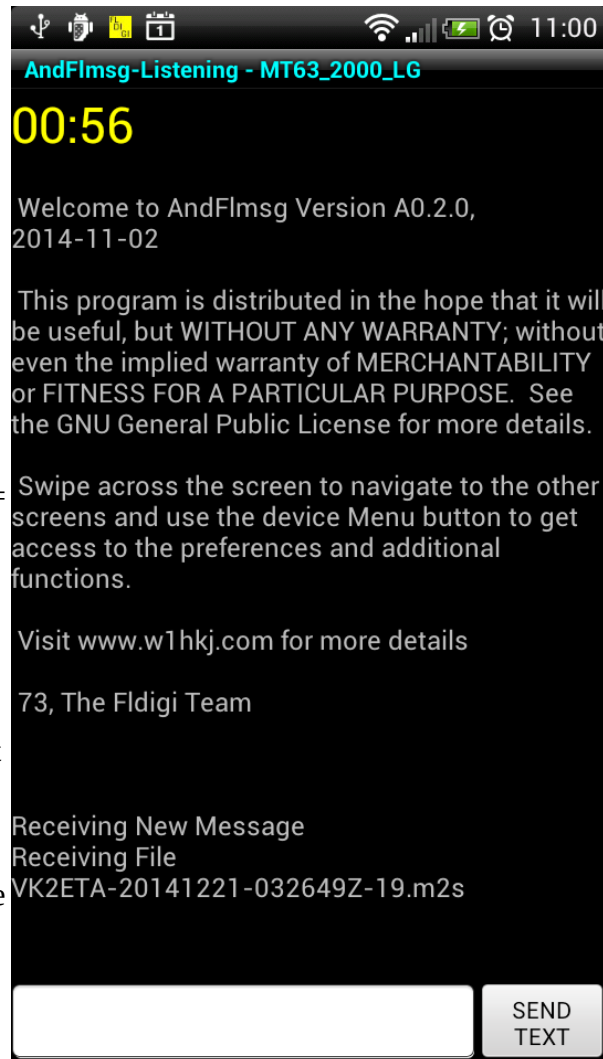 11:00
AndFlmsg-Listening - MT63_2000_LG
00:56
Welcome to AndFlmsg Version A0.2.0,
2014-11-02
This program is distributed in the hope that it will
be useful, but WITHOUT ANY WARRANTY; without
even the implied warranty of MERCHANTABILITY
or FITNESS FOR A PARTICULAR PURPOSE.  See
the GNU General Public License for more details.
Swipe across the screen to navigate to the other
screens and use the device Menu button to get
access to the preferences and additional
functions.
Visit www.w1hkj.com for more details
73, The Fldigi Team
Receiving New Message
Receiving File
VK2ETA-20141221-032649Z-19.m2s
SEND
TEXT